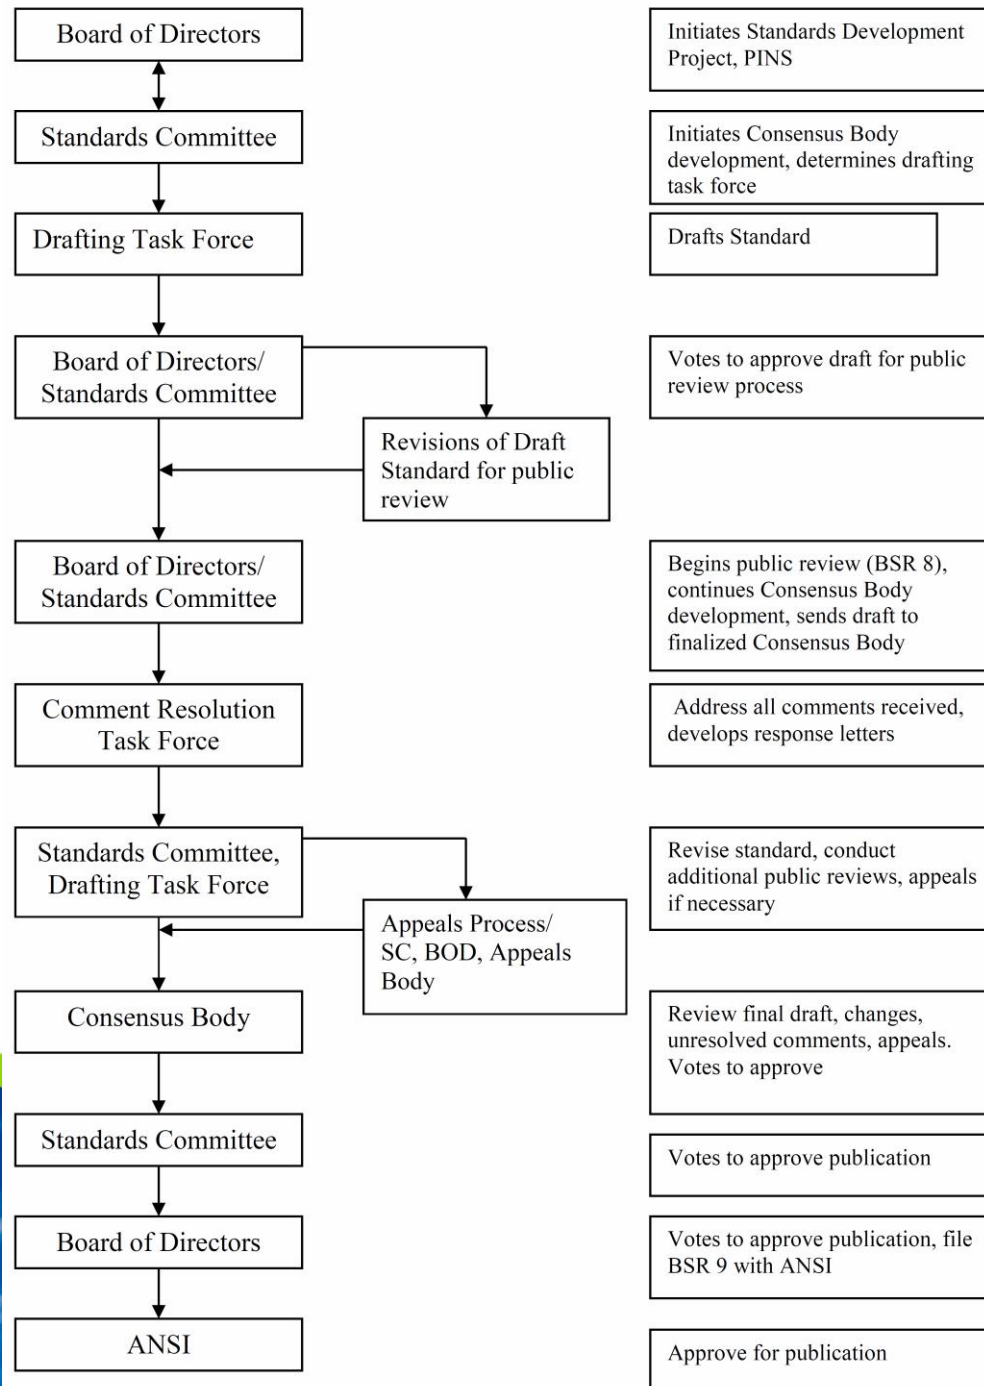 Board of Directors
Initiates Standards Development
Project, PINS
Standards Committee
Initiates Consensus Body
development, determines drafting
task force
Drafting Task Force
Drafts Standard
Board of Directors/
Standards Committee
Votes to approve draft for public
review process
Revisions of Draft
Standard for public
review
Board of Directors/
Standards Committee
Begins public review (BSR 8),
continues Consensus Body
development, sends draft to
finalized Consensus Body
Comment Resolution
Task Force
Address all comments received,
develops response letters
Standards Committee,
Drafting Task Force
Revise standard, conduct
additional public reviews, appeals
if necessary
Appeals Process/
SC, BOD, Appeals
Body
Consensus Body
Review final draft, changes,
unresolved comments, appeals.
Votes to approve
Standards Committee
Votes to approve publication
Board of Directors
Votes to approve publication, file
BSR 9 with ANSI
ANSI
Approve for publication